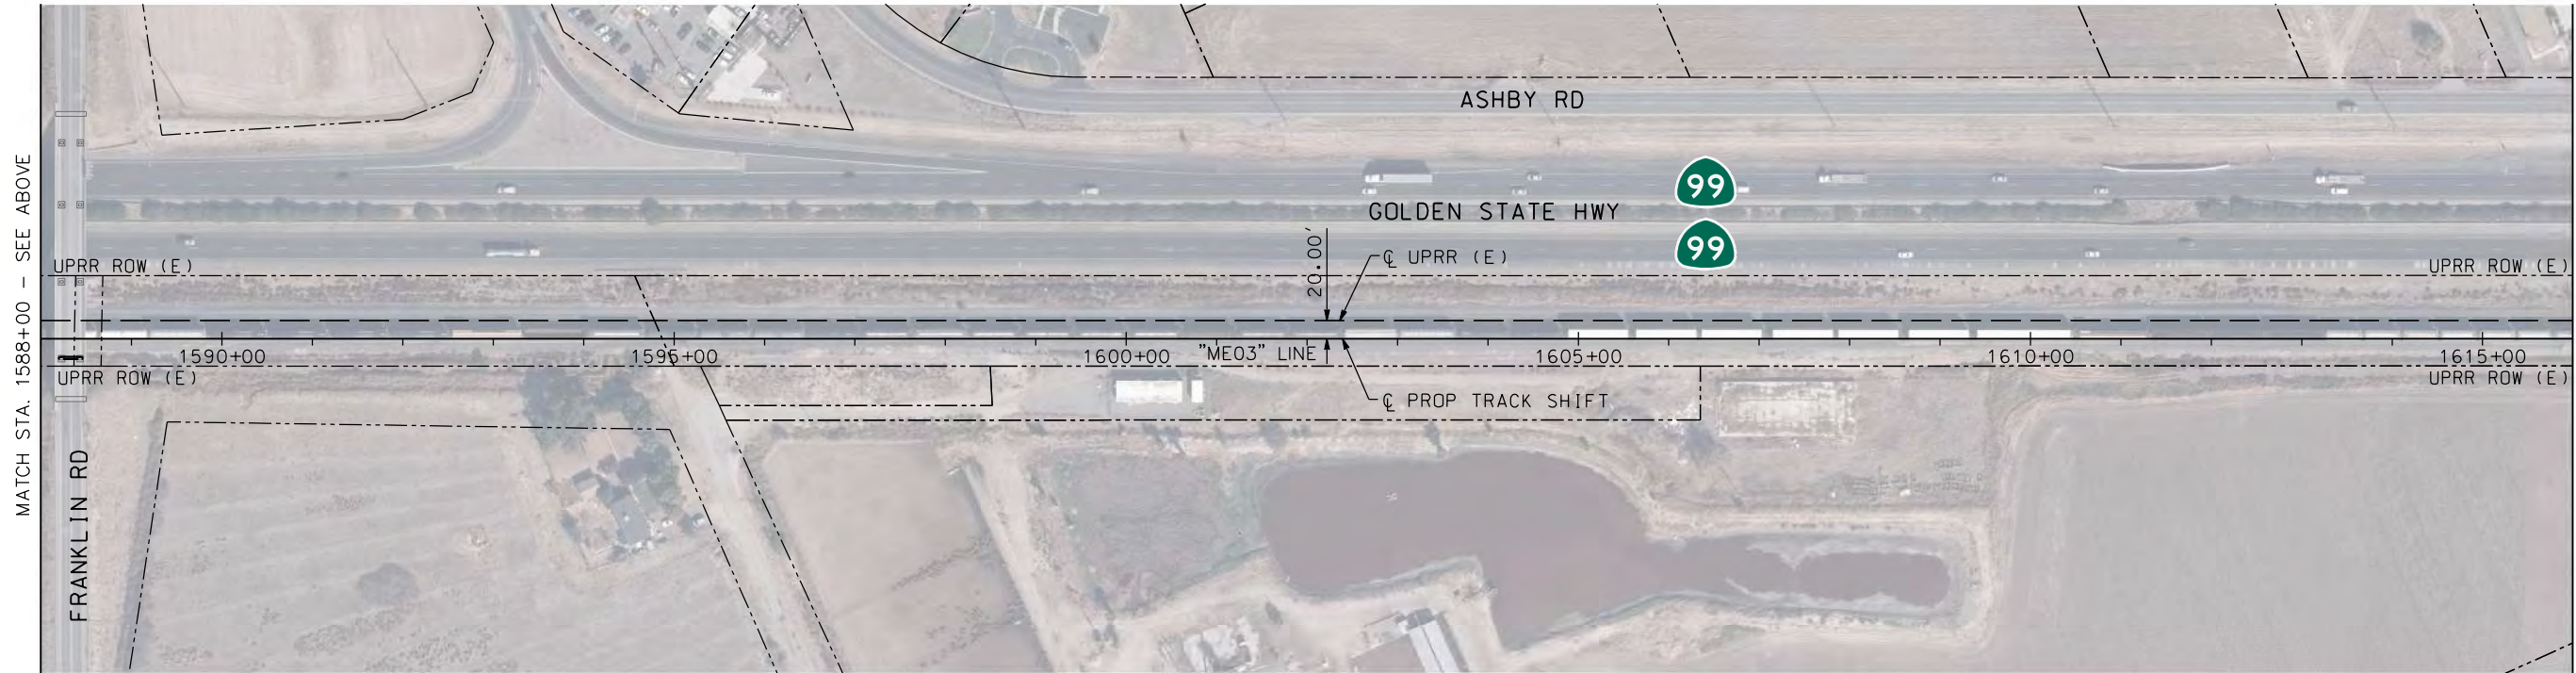 MATCH STA. 1588+00 – SEE ABOVE
ASHBY RD
99
GOLDEN STATE HWY
99
UPRR ROW (E)
20.00'
℄ UPRR (E)
UPRR ROW (E)
1590+00
1595+00
1600+00
"ME03" LINE
1605+00
1610+00
1615+00
UPRR ROW (E)
UPRR ROW (E)
℄ PROP TRACK SHIFT
FRANKLIN RD